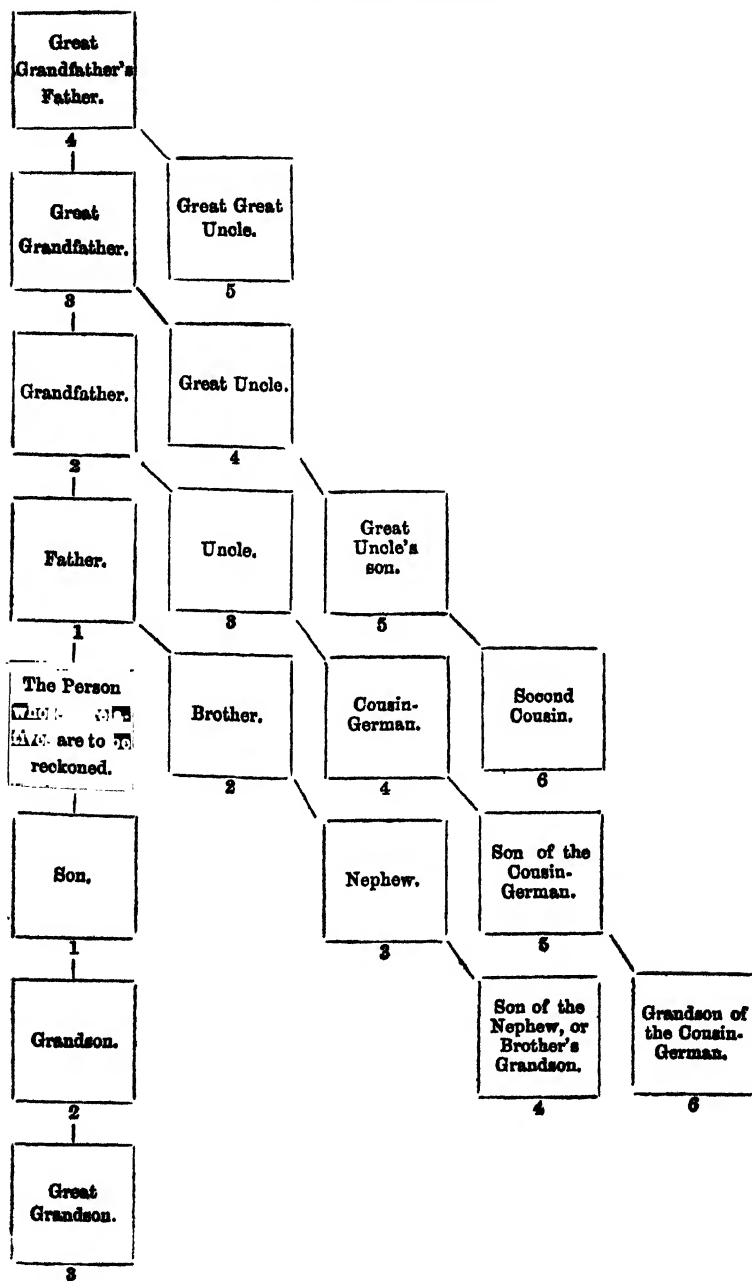 Great
Grandfather's
Father.
4
Great
Grandfather.
3
Great Great
Uncle.
5
Grandfather.
2
Great Uncle.
4
Father.
1
Uncle.
3
Great
Uncle's
son.
5
The Person
are to
reckoned.
Brother.
2
Cousin-
German.
4
Second
Cousin.
6
Son.
1
Nephew.
3
Son of the
Cousin-
German.
5
Grandson.
2
Son of the
Nephew, or
Brother's
Grandson.
4
Grandson of
the Cousin-
German.
6
Great
Grandson.
3